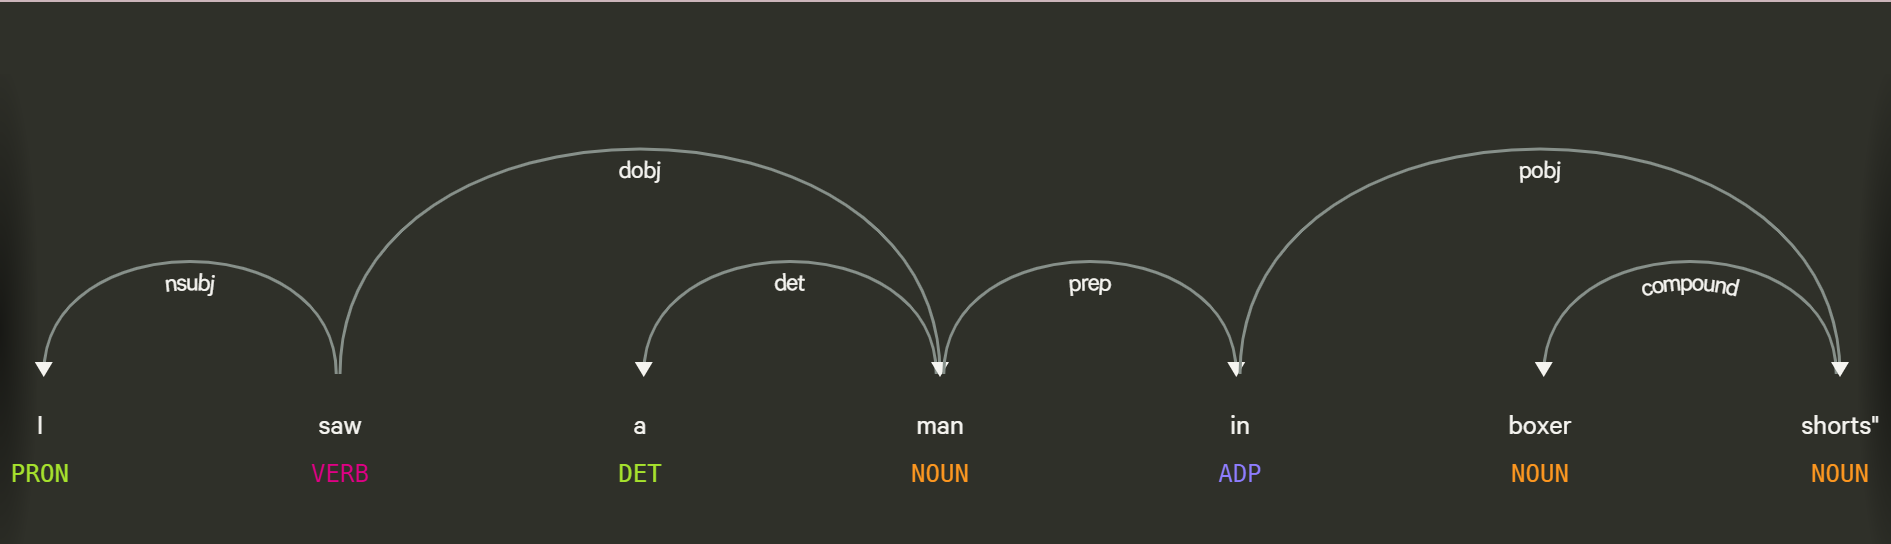 dobj pobj
nsubj det prep compound
I saw a man in boxer shorts"
PRON VERB DET NOUN ADP NOUN NOUN